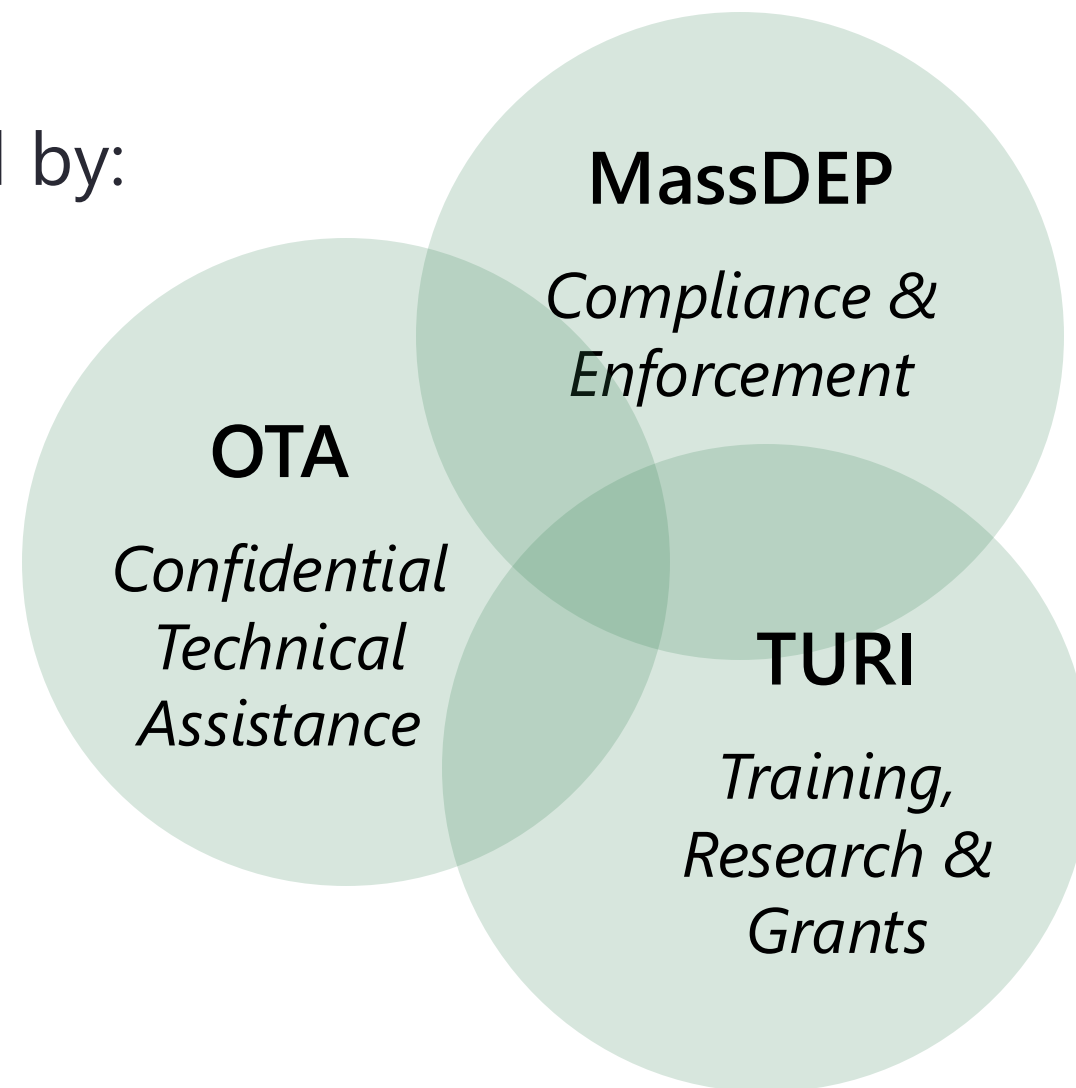 by:
MassDEP
Compliance &
Enforcement
OTA
Confidential
Technical
Assistance
TURI
Training,
Research &
Grants